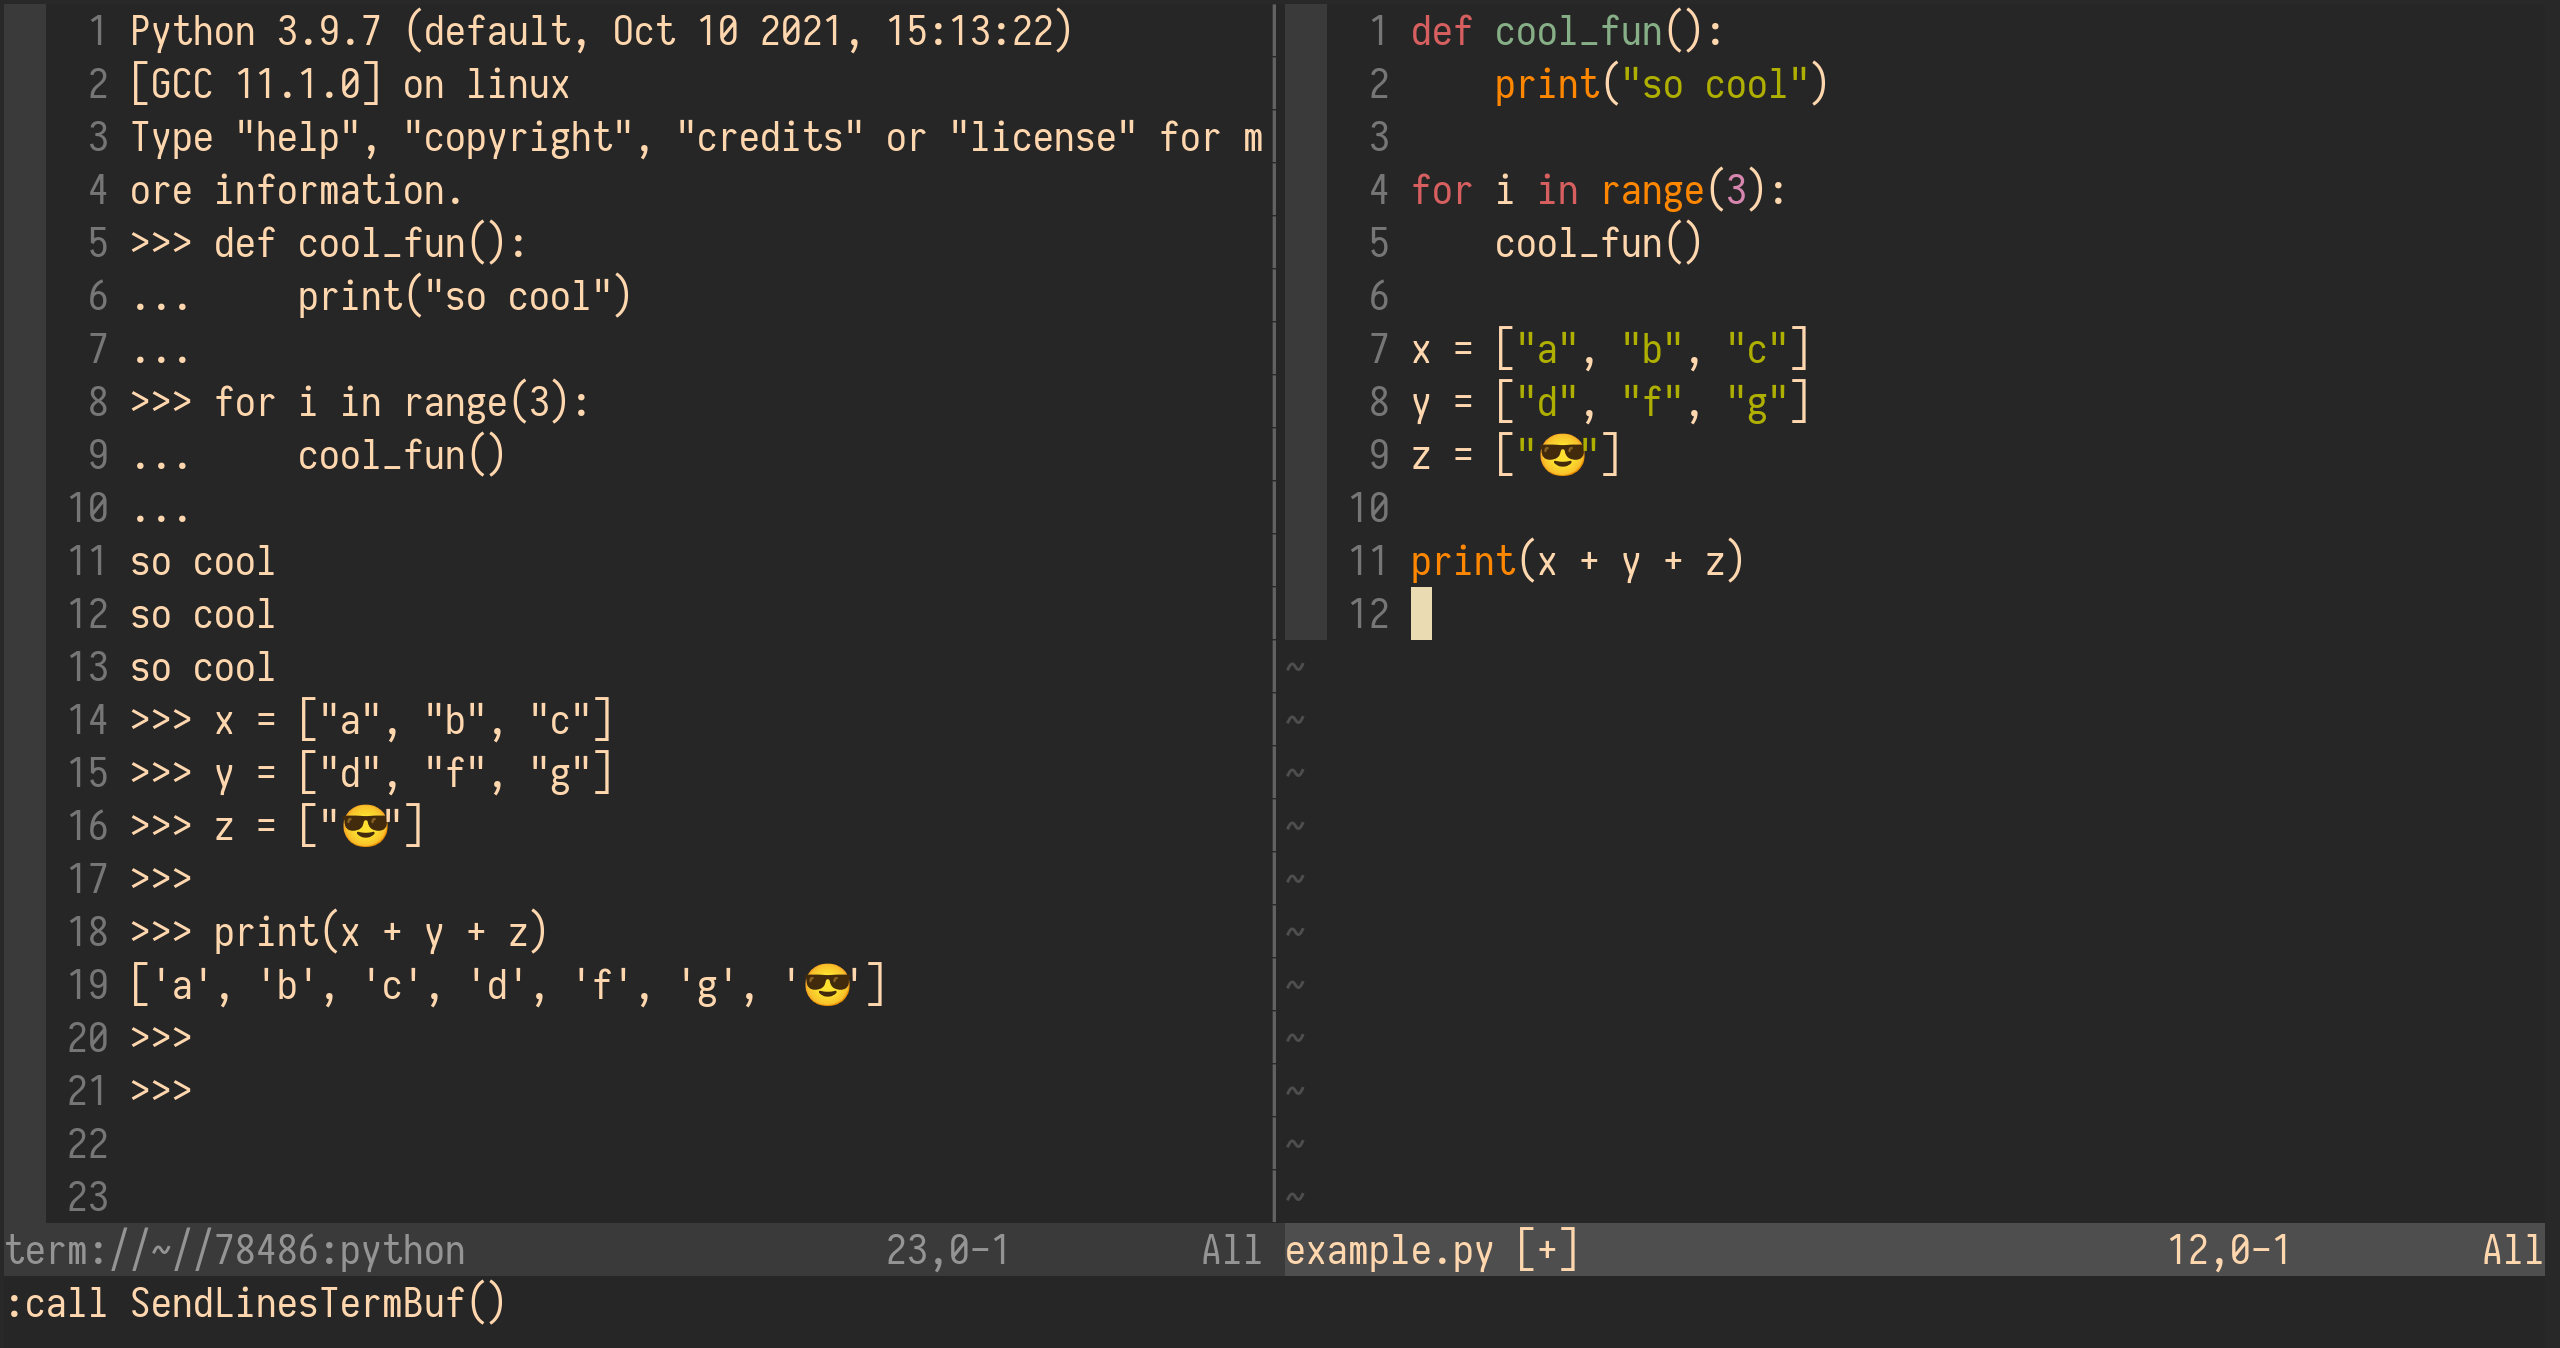 1 Python 3.9.7 (default, Oct 10 2021, 15:13:22)
2 [GCC 11.1.0] on linux
3 Type "help", "copyright", "credits" or "license" for m
4 ore information.
5 >>> def cool_fun():
6 ...     print("so cool")
7 ...
8 >>> for i in range(3):
9 ...     cool_fun()
10 ...
11 so cool
12 so cool
13 so cool
14 >>> x = ["a", "b", "c"]
15 >>> y = ["d", "f", "g"]
16 >>> z = ["😎"]
17 >>>
18 >>> print(x + y + z)
19 ['a', 'b', 'c', 'd', 'f', 'g', '😎']
20 >>>
21 >>>
22
23
term://~//78486:python 23,0-1 All
1 def cool_fun():
2     print("so cool")
3
4 for i in range(3):
5     cool_fun()
6
7 x = ["a", "b", "c"]
8 y = ["d", "f", "g"]
9 z = ["😎"]
10
11 print(x + y + z)
12
~
~
~
~
~
~
~
~
~
~
~
example.py [+] 12,0-1 All
:call SendLinesTermBuf()